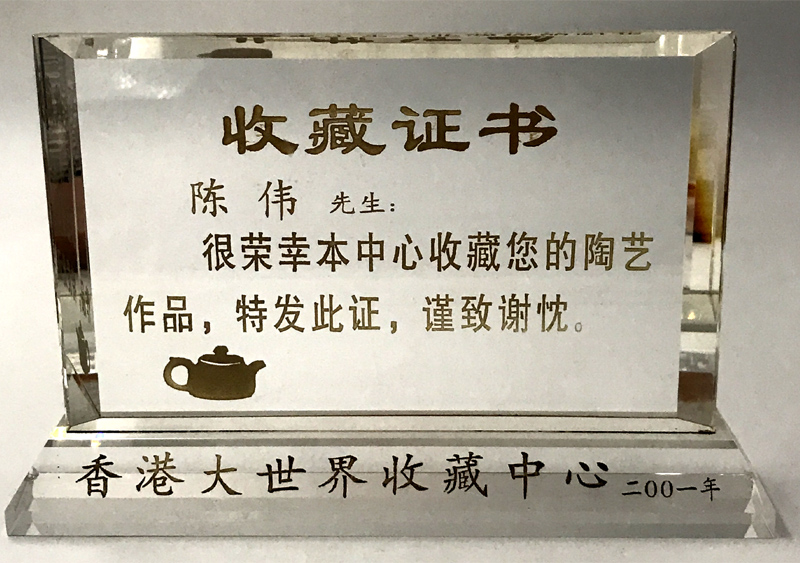 收藏证书
陈伟 先生：
很荣幸本中心收藏您的陶艺
作品，特发此证，谨致谢忱。
香港大世界收藏中心 二00一年